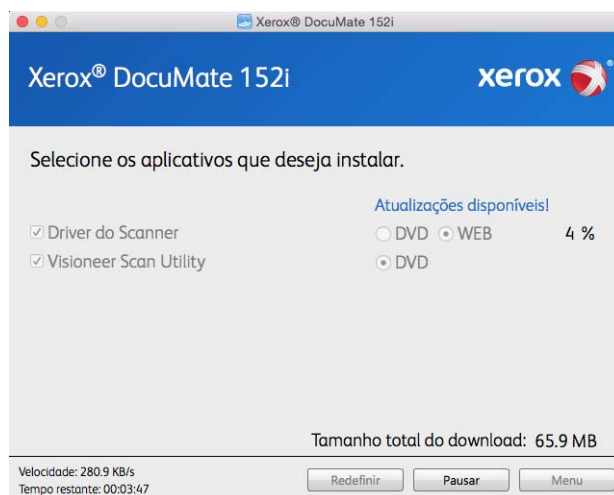 Xerox® DocuMate 152i
Xerox® DocuMate 152i
xerox®
Selecione os aplicativos que deseja instalar.
Atualizações disponíveis!
Driver do Scanner DVD WEB 4 %
Visioneer Scan Utility DVD
Tamanho total do download: 65.9 MB
Velocidade: 280.9 KB/s
Tempo restante: 00:03:47
Redefinir Pausar Menu